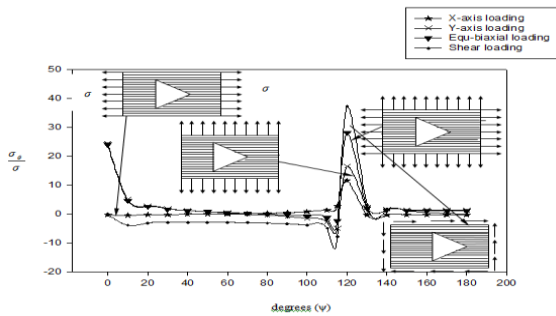 X-axis loading
Y-axis loading
Equ-biaxial loading
Shear loading
50
40
30
20
10
0
-10
-20
σ
σ
σ_θ
σ
0 20 40 60 80 100 120 140 160 180 200
degrees (ψ)